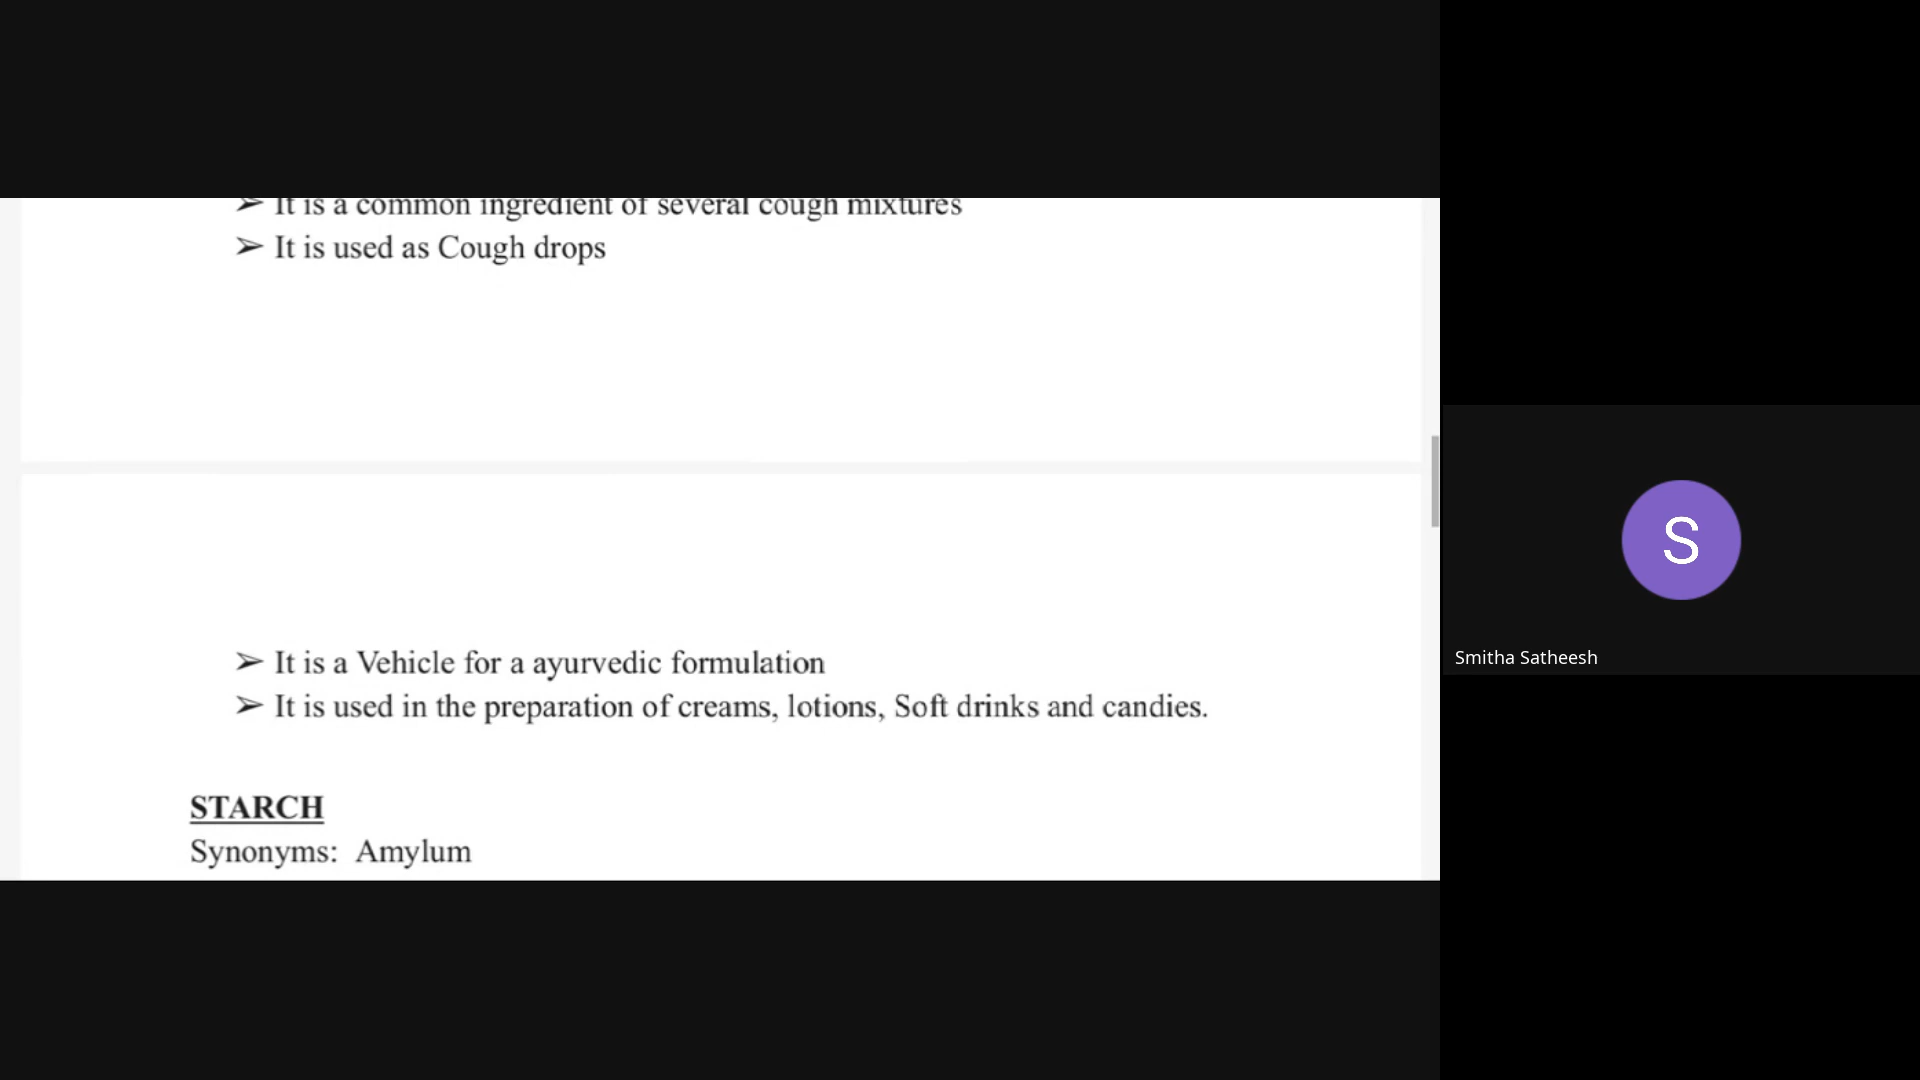 ➢ It is a common ingredient of several cough mixtures
➢ It is used as Cough drops
➢ It is a Vehicle for a ayurvedic formulation
➢ It is used in the preparation of creams, lotions, Soft drinks and candies.
STARCH
Synonyms: Amylum
S
Smitha Satheesh